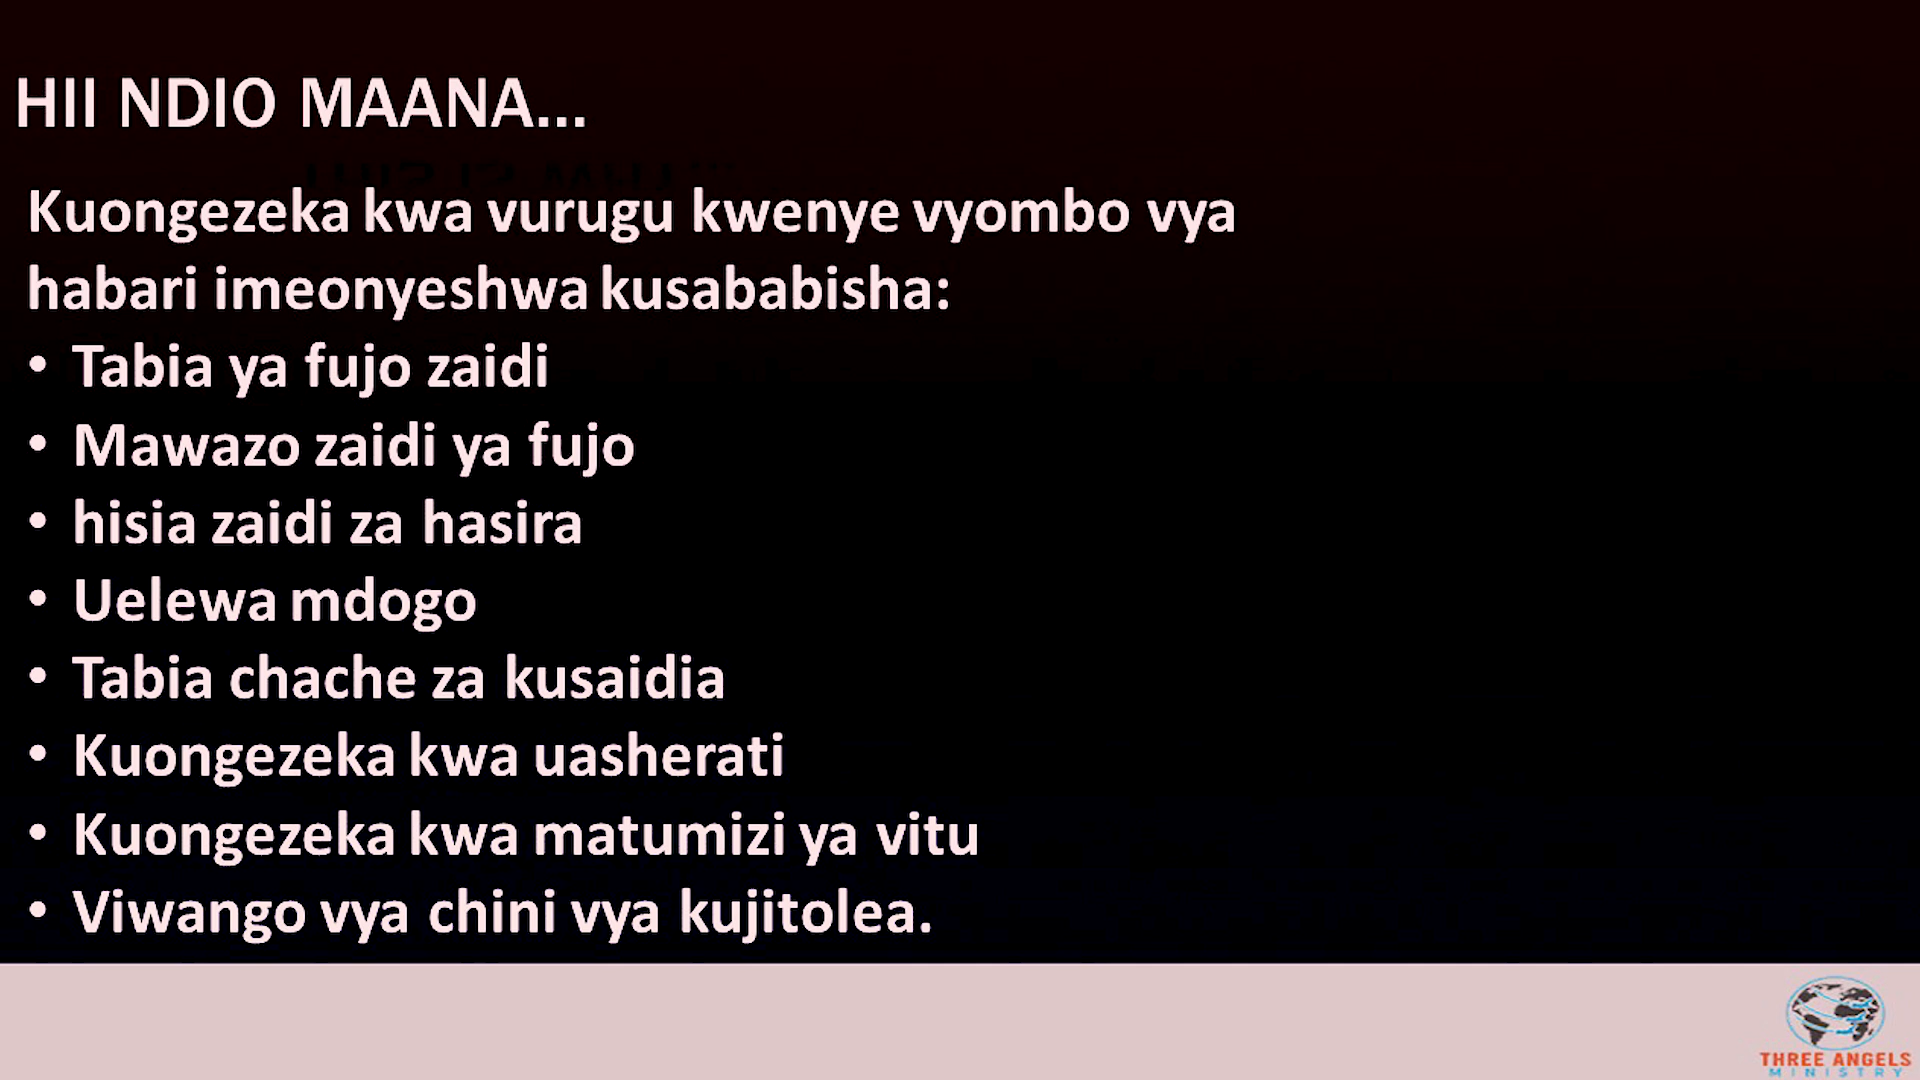 HII NDIO MAANA...
Kuongezeka kwa vurugu kwenye vyombo vya
habari imeonyeshwa kusababisha:
• Tabia ya fujo zaidi
• Mawazo zaidi ya fujo
• hisia zaidi za hasira
• Uelewa mdogo
• Tabia chache za kusaidia
• Kuongezeka kwa uasherati
• Kuongezeka kwa matumizi ya vitu
• Viwango vya chini vya kujitolea.
THREE ANGELS
MINISTRY